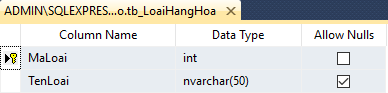 ADMIN\SQLEXPRES...o.tb_LoaiHangHoa
Column Name Data Type Allow Nulls
MaLoai int
TenLoai nvarchar(50)